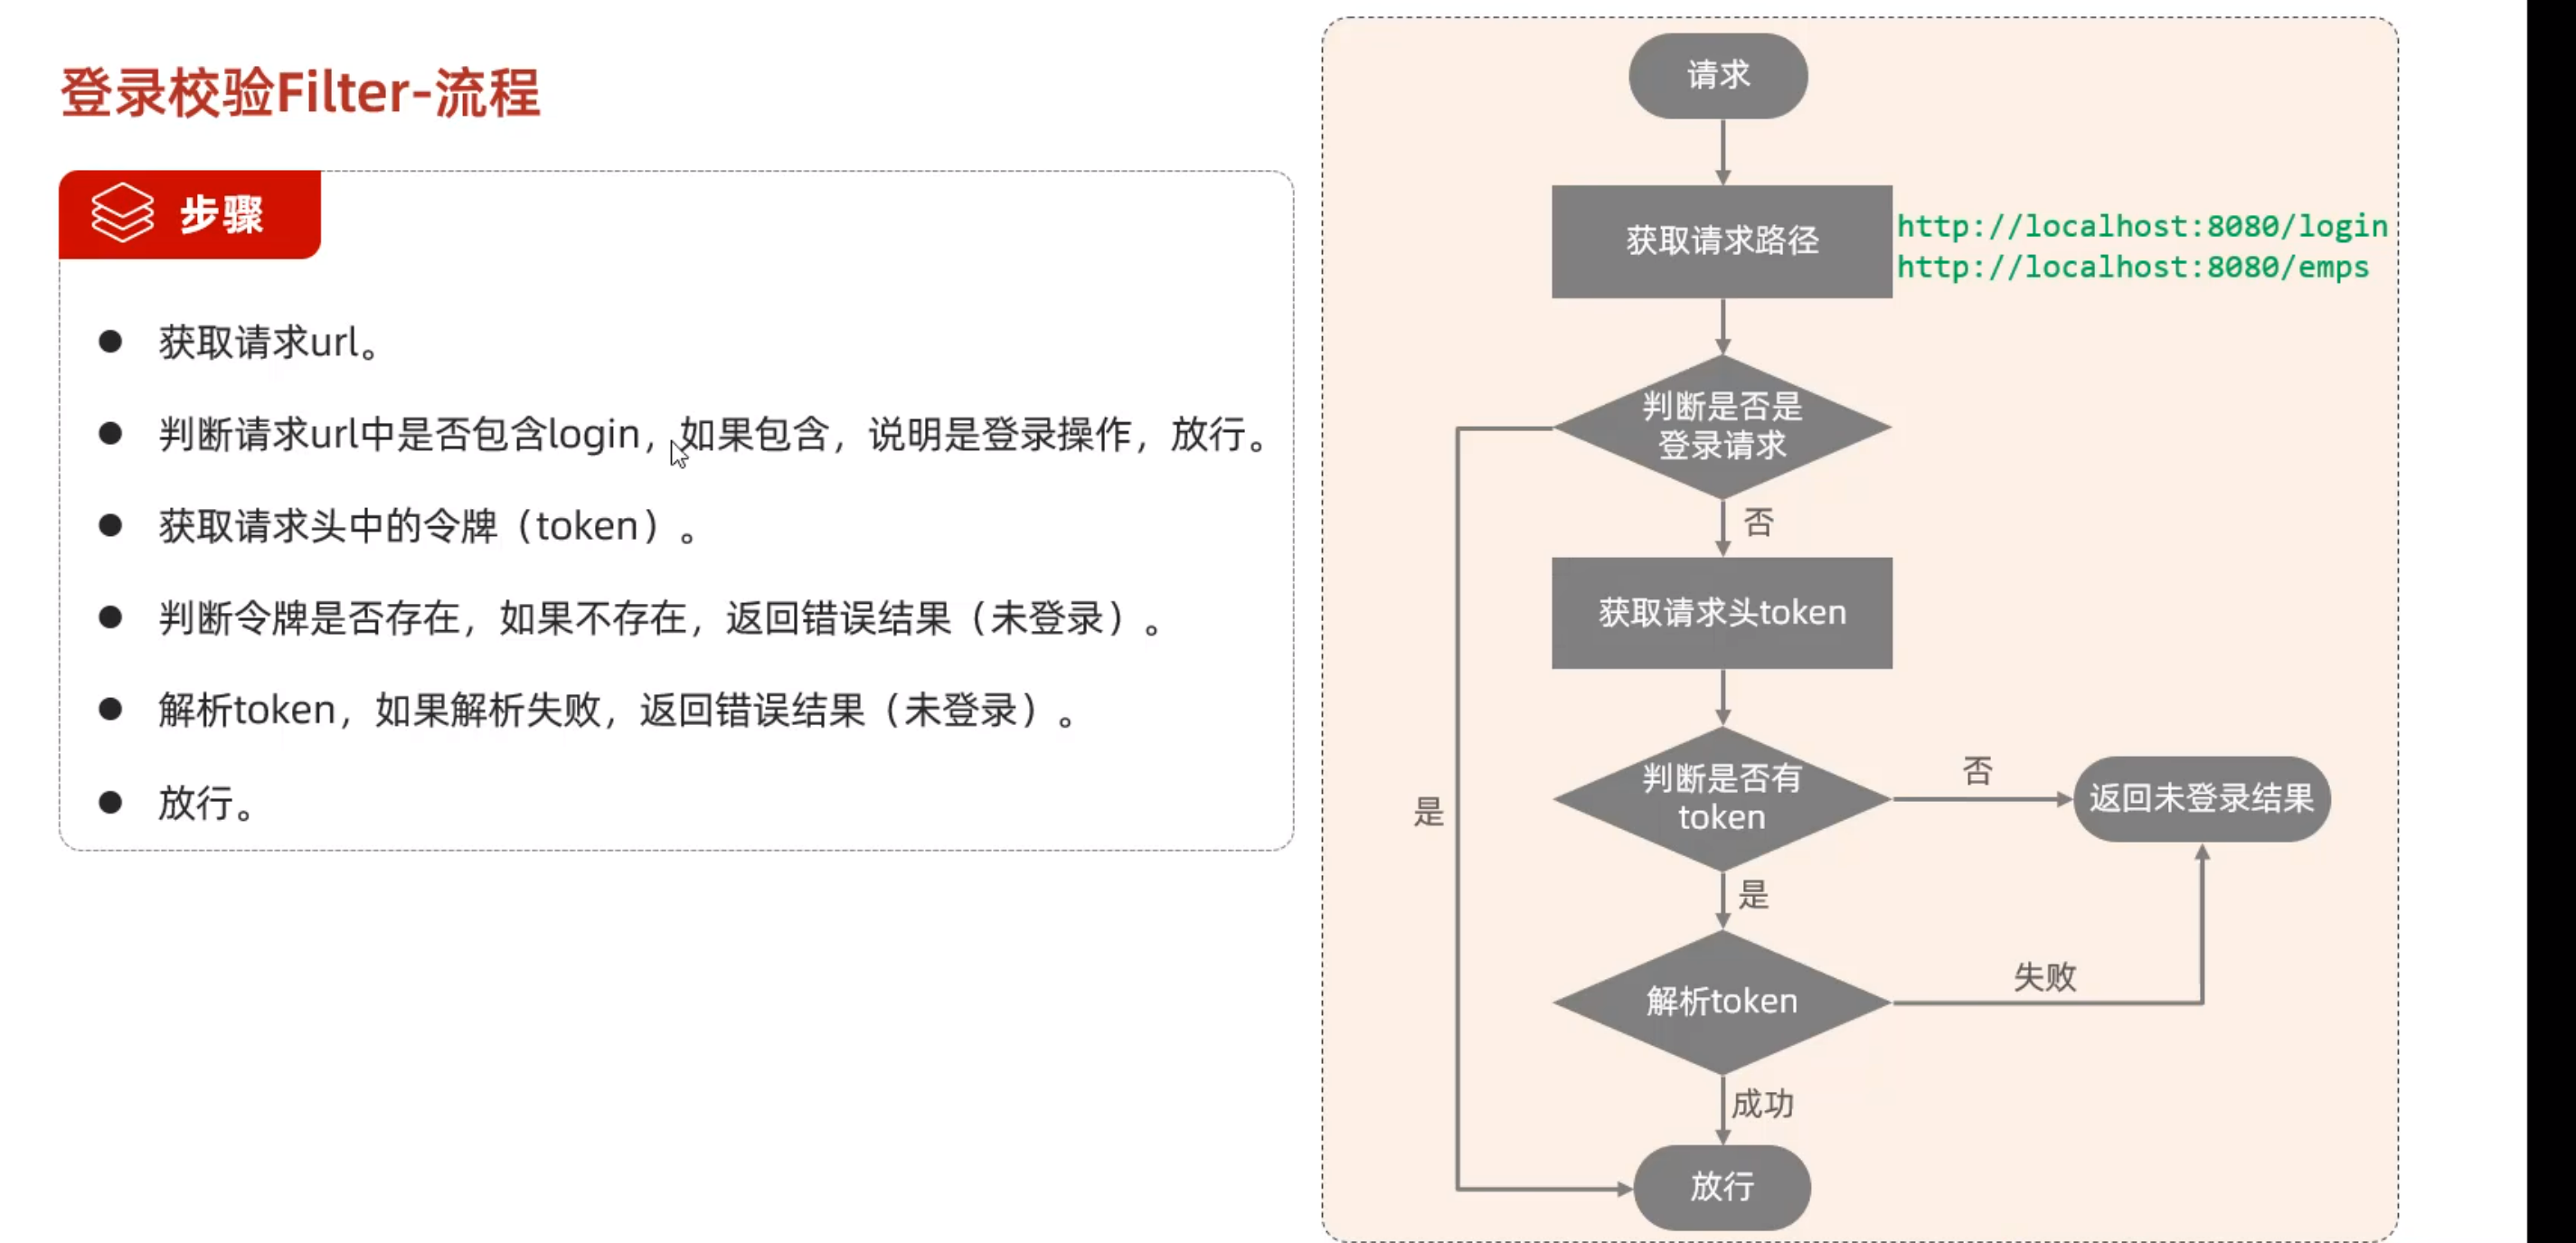 登录校验Filter-流程
步骤
获取请求url。
判断请求url中是否包含login，如果包含，说明是登录操作，放行。
获取请求头中的令牌（token）。
判断令牌是否存在，如果不存在，返回错误结果（未登录）。
解析token，如果解析失败，返回错误结果（未登录）。
放行。
请求
获取请求路径
http://localhost:8080/login
http://localhost:8080/emps
判断是否是
登录请求
否
获取请求头token
判断是否有
token
否
返回未登录结果
是
是
解析token
失败
成功
放行